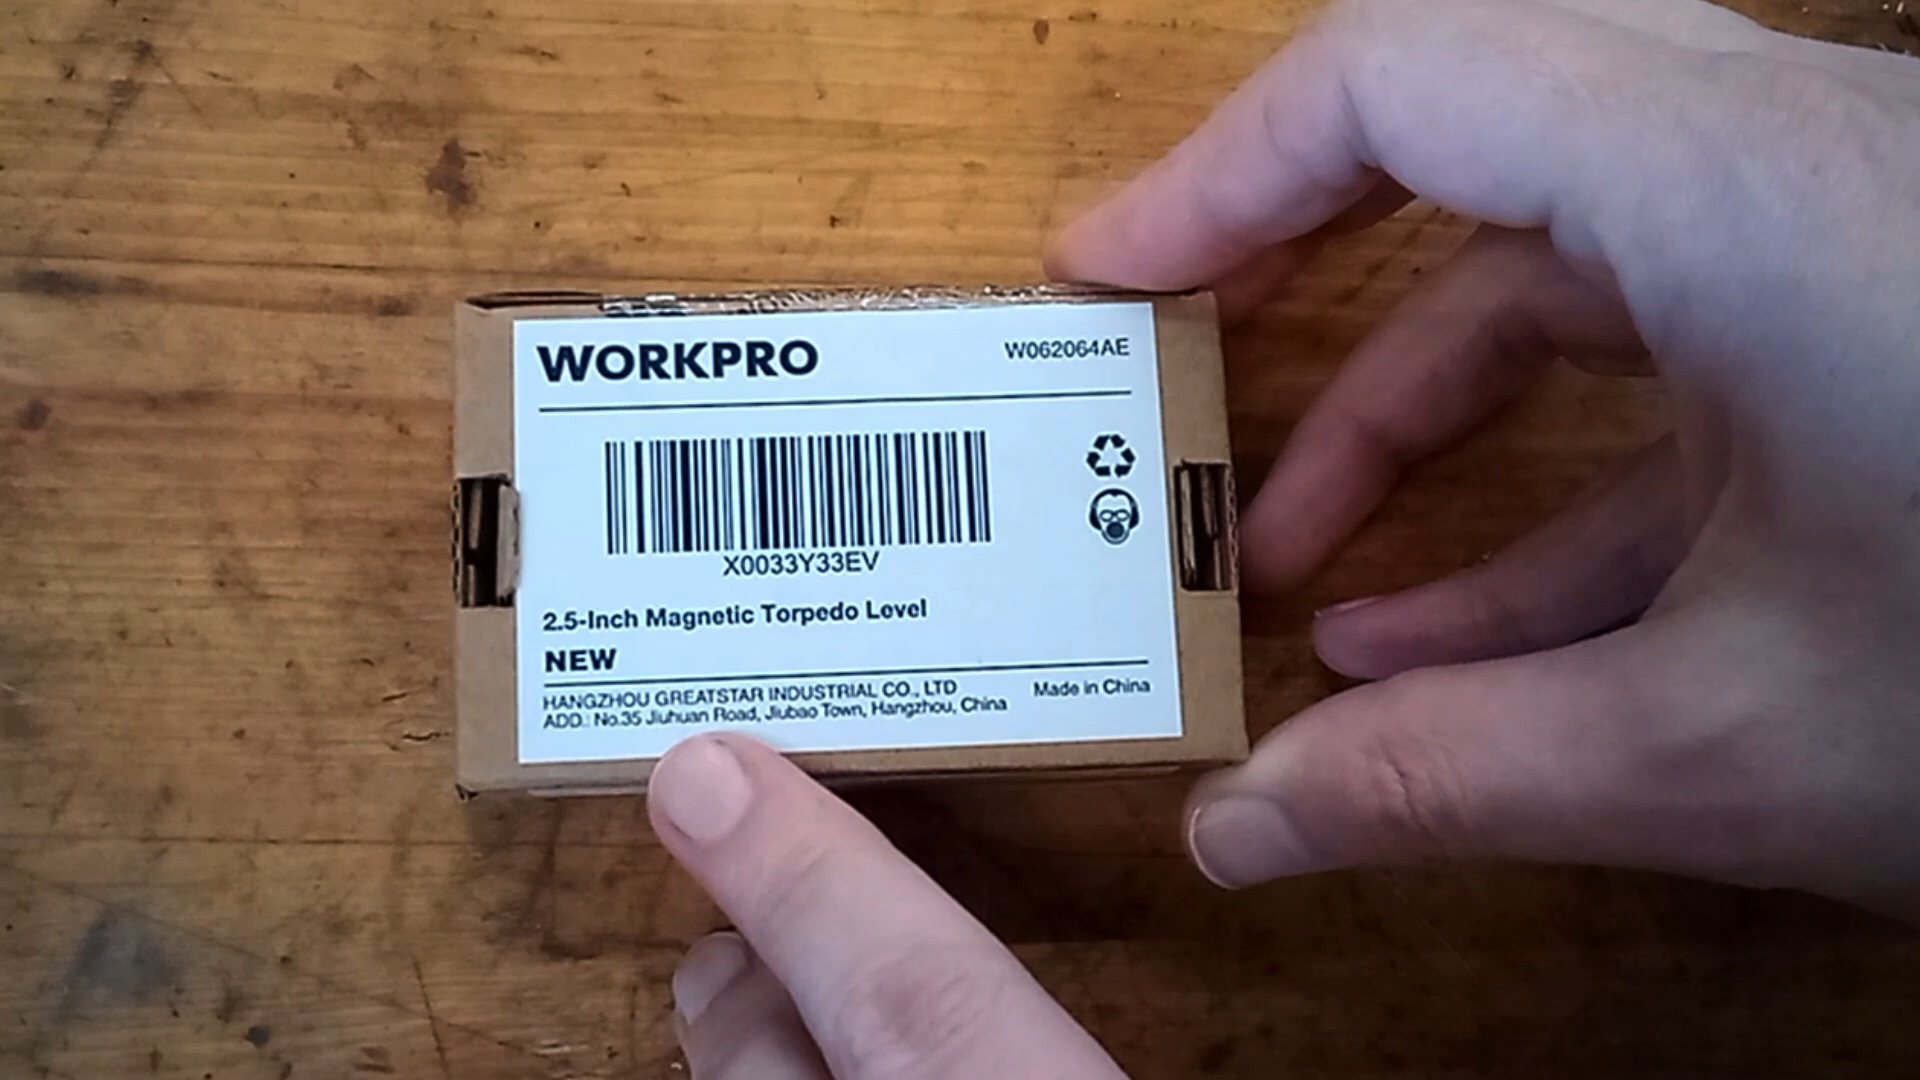 WORKPRO W062064AE
X0033Y33EV
2.5-Inch Magnetic Torpedo Level
NEW
HANGZHOU GREATSTAR INDUSTRIAL CO., LTD Made in China
ADD.: No.35 Jiuhuan Road, Jiubao Town, Hangzhou, China